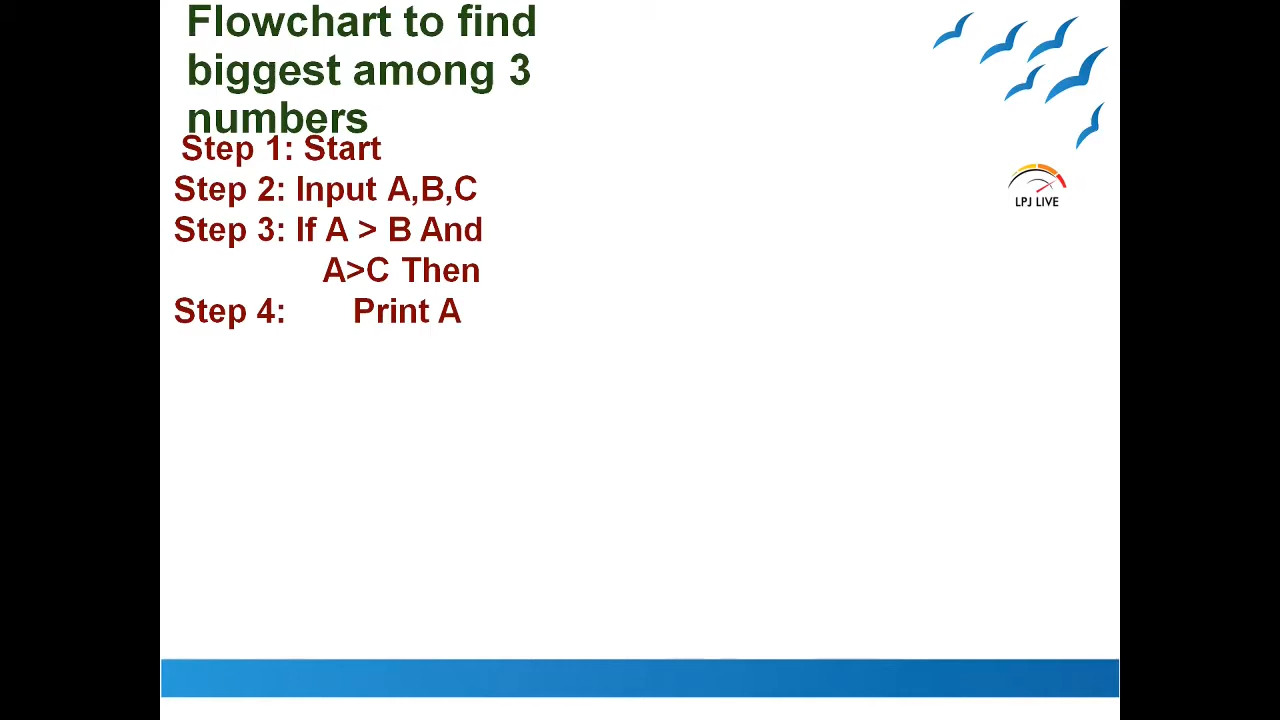 Flowchart to find
biggest among 3
numbers
Step 1: Start
Step 2: Input A,B,C
Step 3: If A > B And
A>C Then
Step 4: Print A
LPJ LIVE